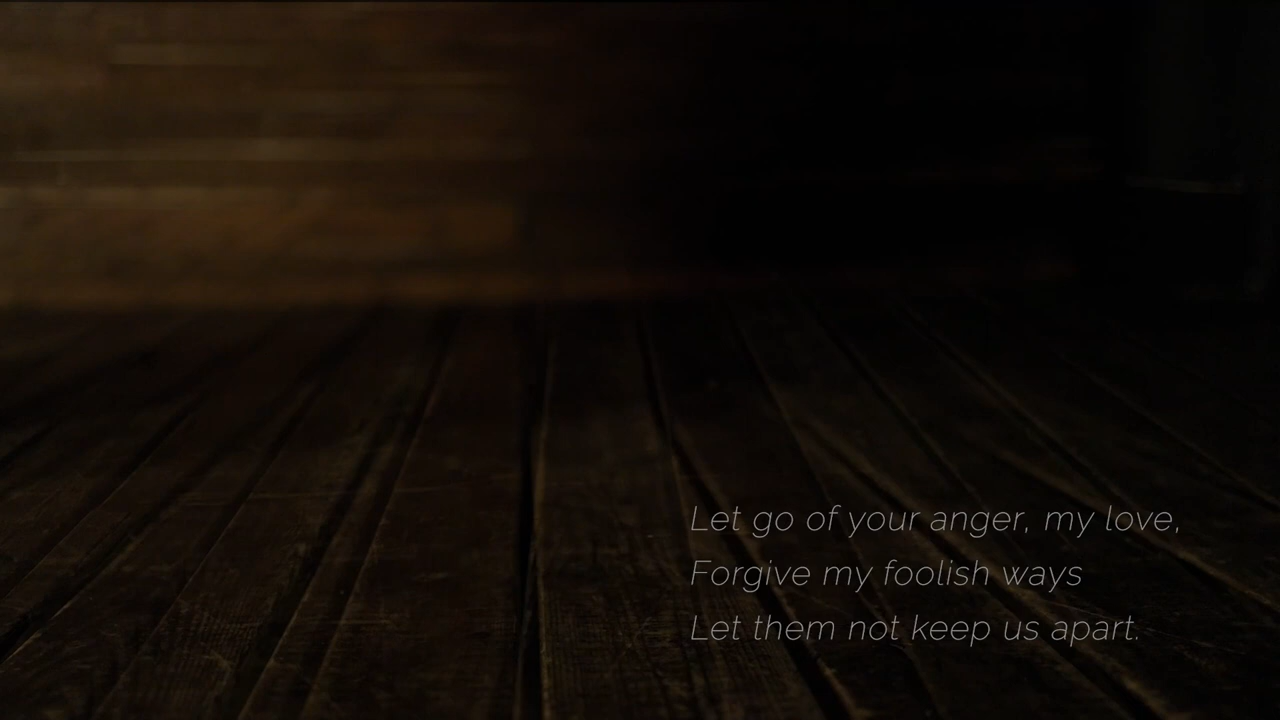 Let go of your anger, my love,
Forgive my foolish ways
Let them not keep us apart.